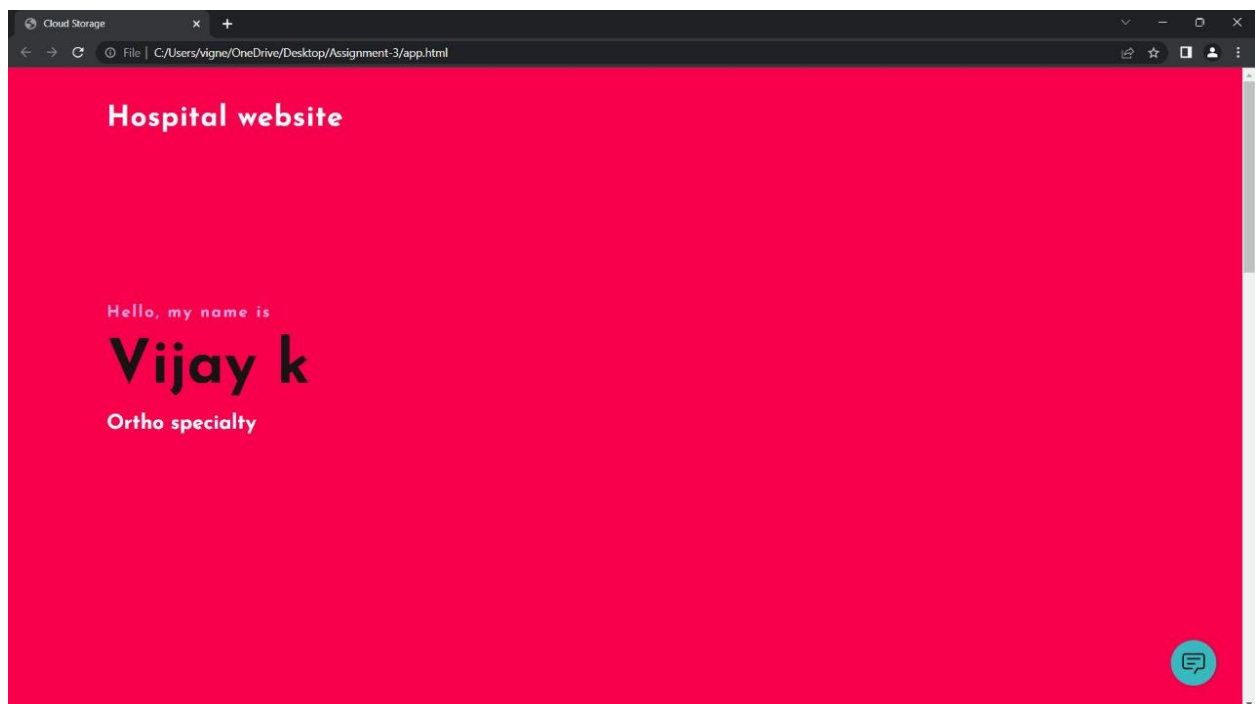 Cloud Storage
File | C:/Users/vigne/OneDrive/Desktop/Assignment-3/app.html
Hospital website
Hello, my name is
Vijay k
Ortho specialty